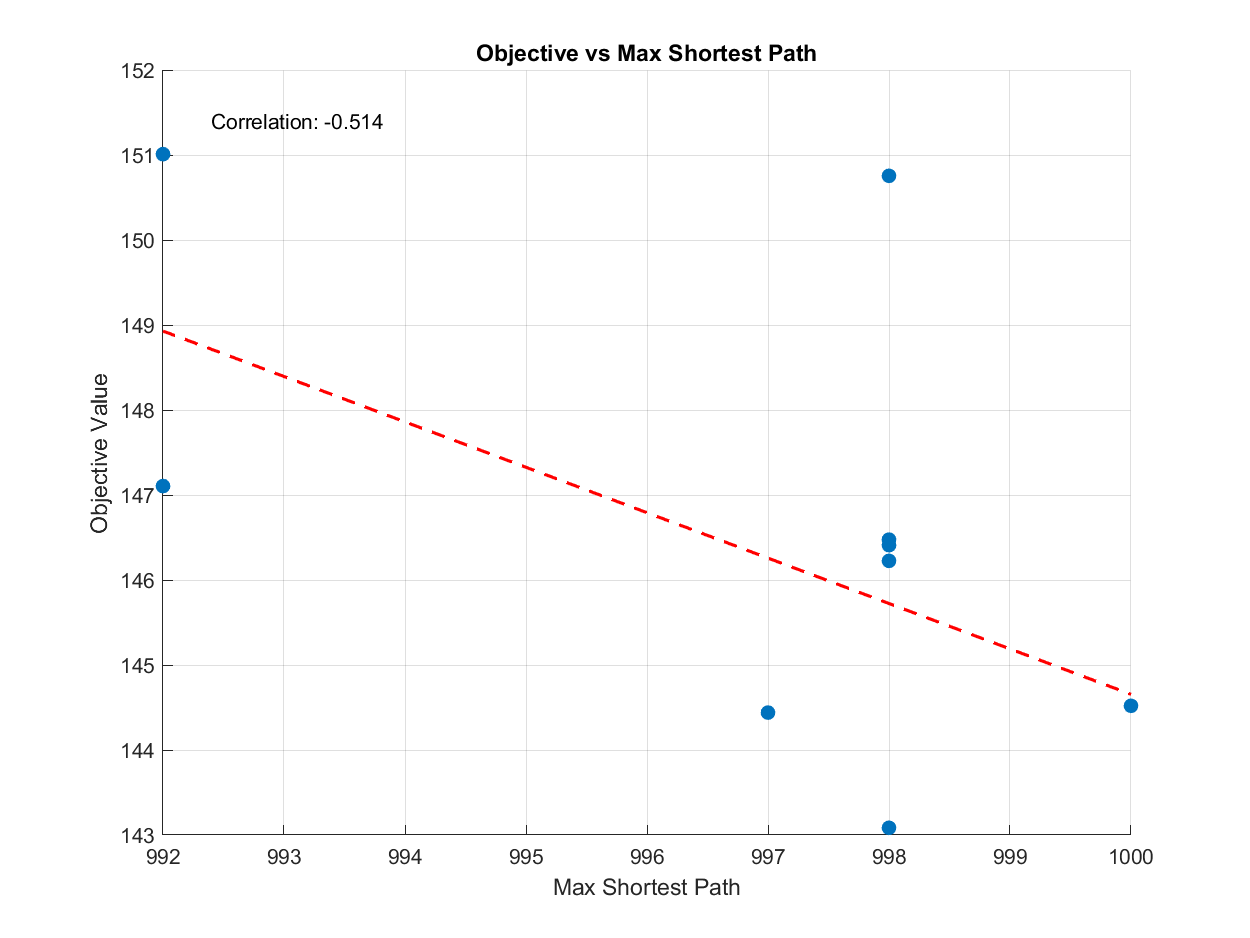 Objective vs Max Shortest Path
Correlation: -0.514
Objective Value
152
151
150
149
148
147
146
145
144
143
992 993 994 995 996 997 998 999 1000
Max Shortest Path